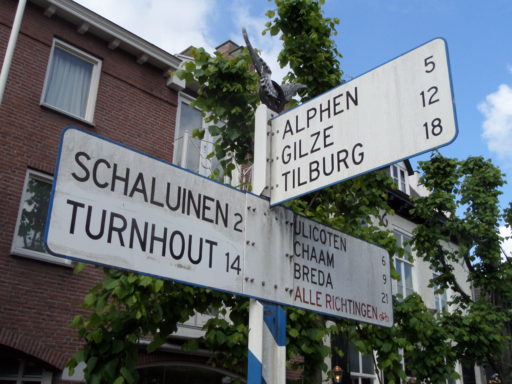 ALPHEN 5
GILZE 12
TILBURG 18
SCHALUINEN 2
TURNHOUT 14
ULICOTEN 6
CHAAM 9
BREDA 21
ALLE RICHTINGEN